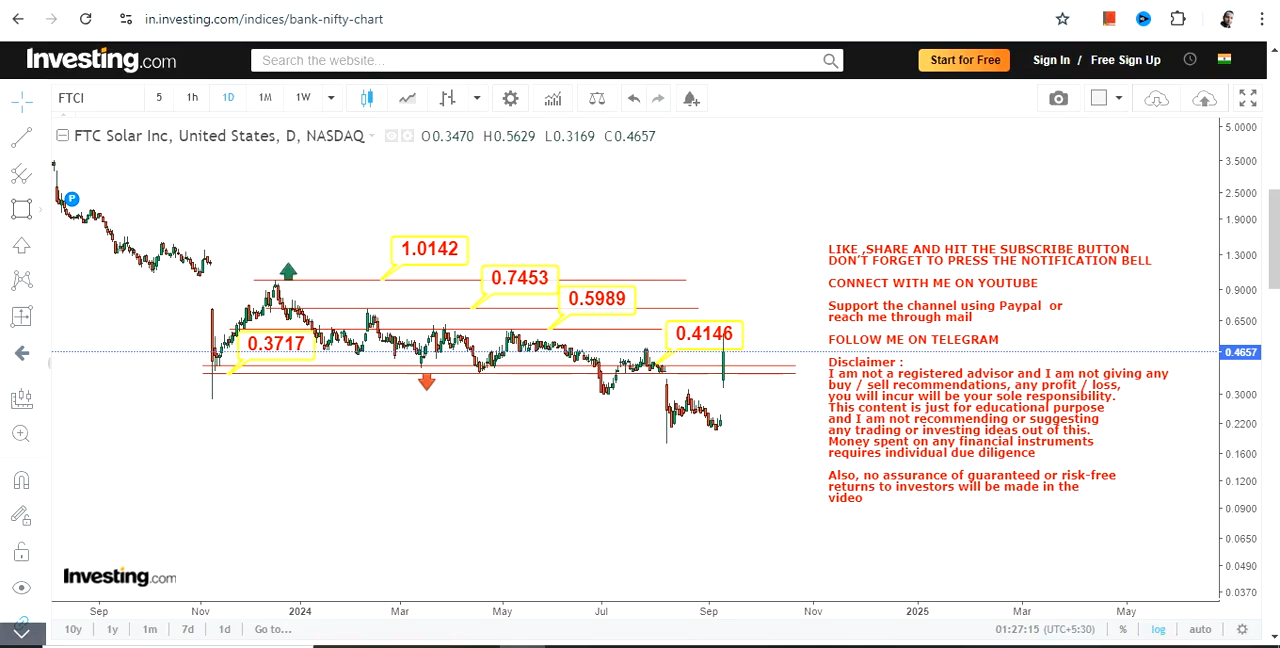 in.investing.com/indices/bank-nifty-chart
Investing.com
Search the website...
Start for Free
Sign In / Free Sign Up
FTCI 5 1h 1D 1M 1W
FTC Solar Inc, United States, D, NASDAQ O0.3470 H0.5629 L0.3169 C0.4657
P
1.0142
0.7453
0.5989
0.4146
0.3717
LIKE ,SHARE AND HIT THE SUBSCRIBE BUTTON
DON'T FORGET TO PRESS THE NOTIFICATION BELL
CONNECT WITH ME ON YOUTUBE
Support the channel using Paypal or
reach me through mail
FOLLOW ME ON TELEGRAM
Disclaimer :
I am not a registered advisor and I am not giving any
buy / sell recommendations, any profit / loss,
you will incur will be your sole responsibility.
This content is just for educational purpose
and I am not recommending or suggesting
any trading or investing ideas out of this.
Money spent on any financial instruments
requires individual due diligence
Also, no assurance of guaranteed or risk-free
returns to investors will be made in the
video
5.0000
3.5000
2.5000
1.9000
1.3000
0.9000
0.6500
0.4657
0.3000
0.2200
0.1600
0.1200
0.0900
0.0650
0.0490
0.0370
Investing.com
Sep Nov 2024 Mar May Jul Sep Nov 2025 Mar May
10y 1y 1m 7d 1d Go to... 01:27:15 (UTC+5:30) % log auto